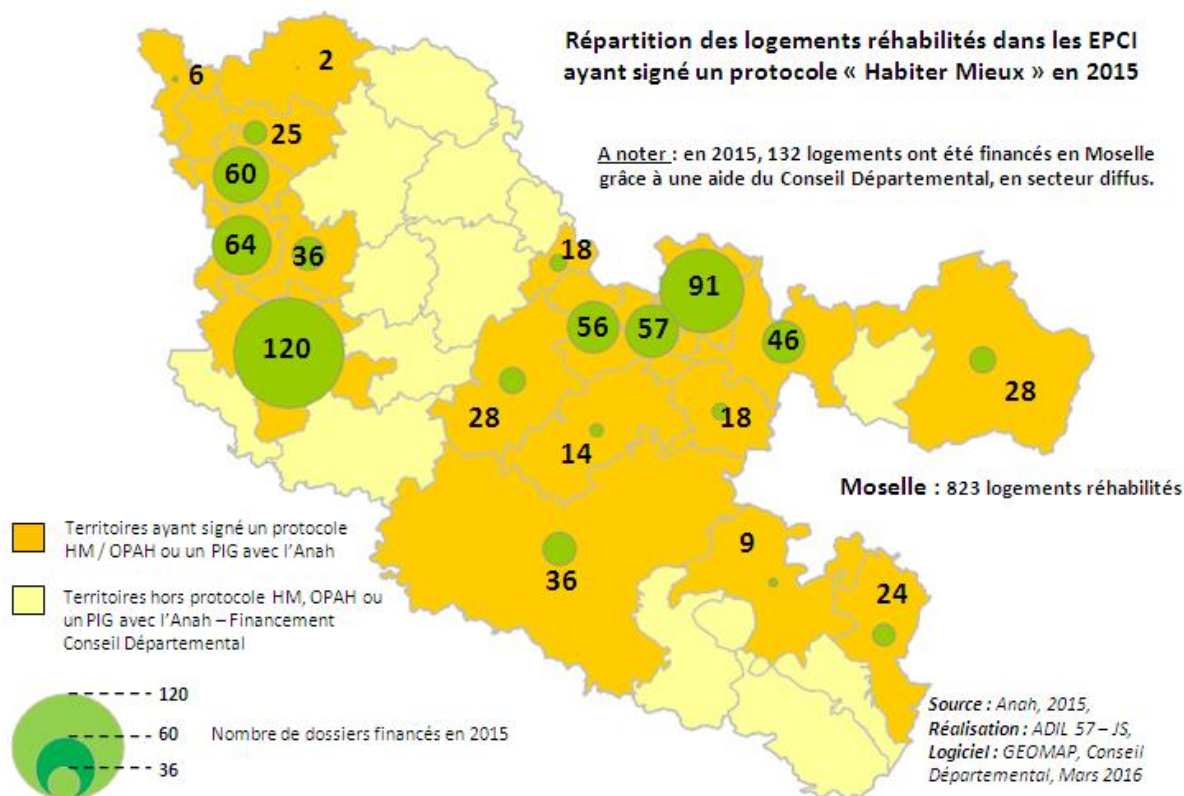 Répartition des logements réhabilités dans les EPCI
ayant signé un protocole « Habiter Mieux » en 2015
A noter : en 2015, 132 logements ont été financés en Moselle
grâce à une aide du Conseil Départemental, en secteur diffus.
6
2
25
60
64
36
120
18
91
56
57
46
28
28
14
18
36
9
24
Moselle : 823 logements réhabilités
Territoires ayant signé un protocole
HM / OPAH ou un PIG avec l'Anah
Territoires hors protocole HM, OPAH ou
un PIG avec l'Anah – Financement
Conseil Départemental
120
60
36
Nombre de dossiers financés en 2015
Source : Anah, 2015,
Réalisation : ADIL 57 – JS,
Logiciel : GEOMAP, Conseil
Départemental, Mars 2016